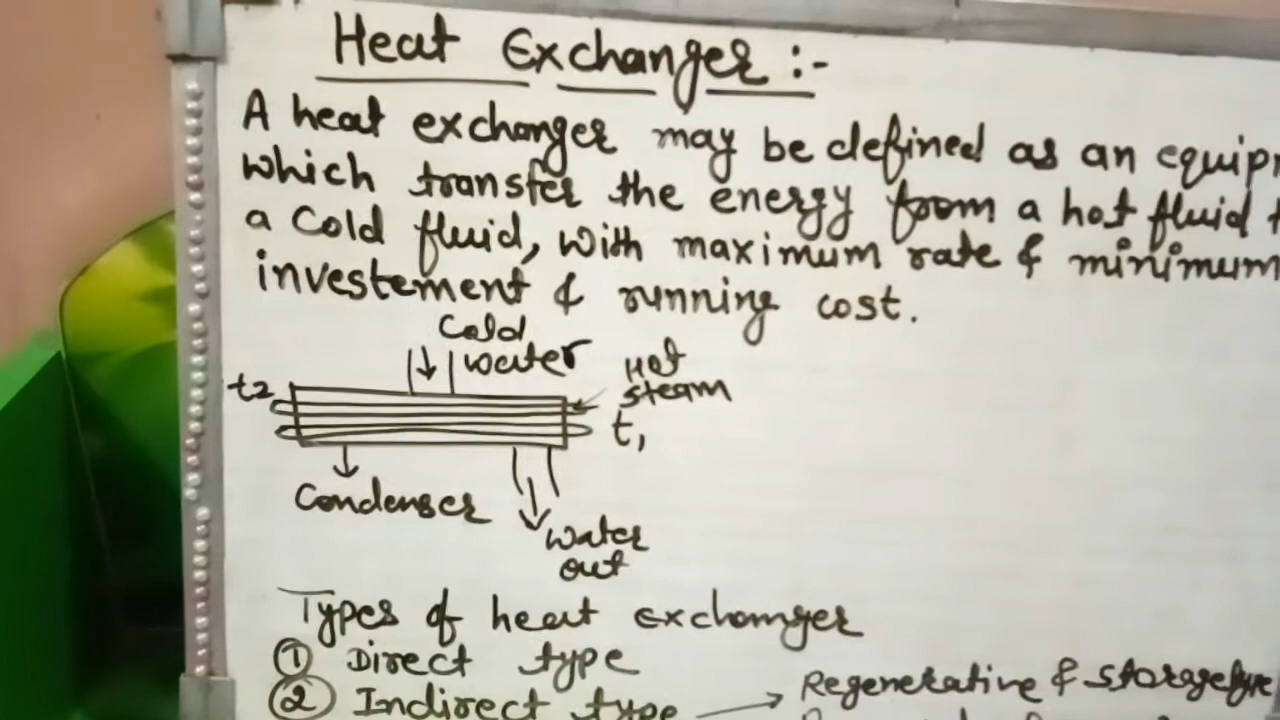 Heat Exchanger :-
A heat exchanger may be defined as an
which transfer the energy from a hot fluid
a Cold fluid, with maximum rate & minimum
investement & running cost.
Cold
water
Hot
steam
t2
t1
Condenser
Water
out
Types of heat Exchanger
① Direct type
② Indirect type → Regenerative & storage type